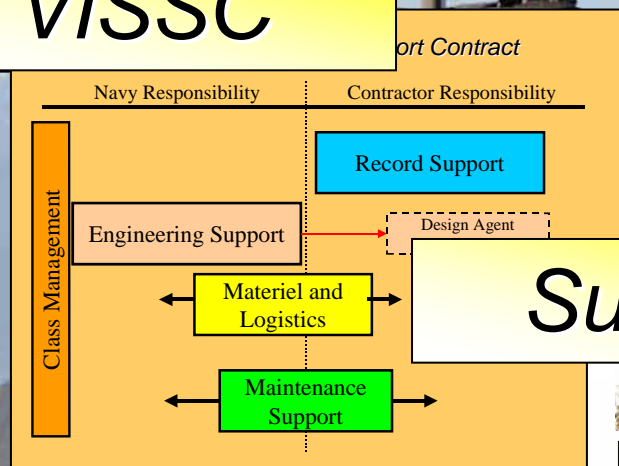 VISSC
ort Contract
Navy Responsibility
Contractor Responsibility
Record Support
Class Management
Engineering Support
Design Agent
Materiel and
Logistics
Su
Maintenance
Support